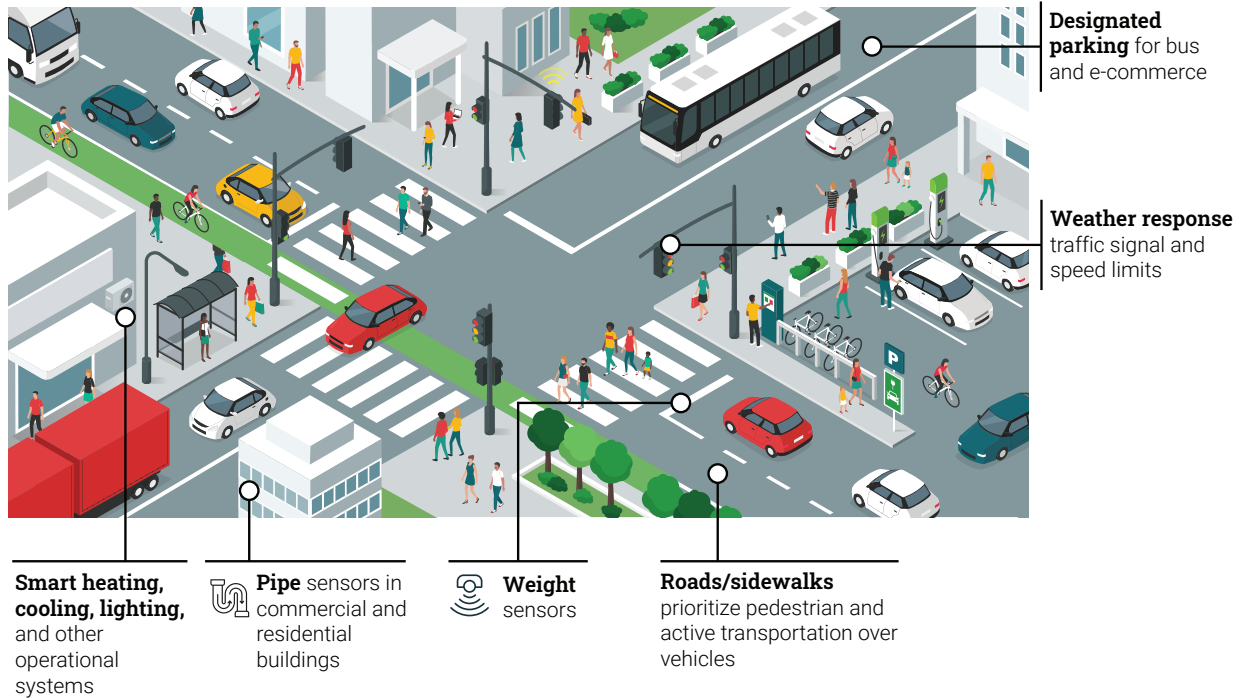 Designated
parking for bus
and e-commerce
Weather response
traffic signal and
speed limits
P
Smart heating,
cooling, lighting,
and other
operational
systems
Pipe sensors in
commercial and
residential
buildings
Weight
sensors
Roads/sidewalks
prioritize pedestrian and
active transportation over
vehicles